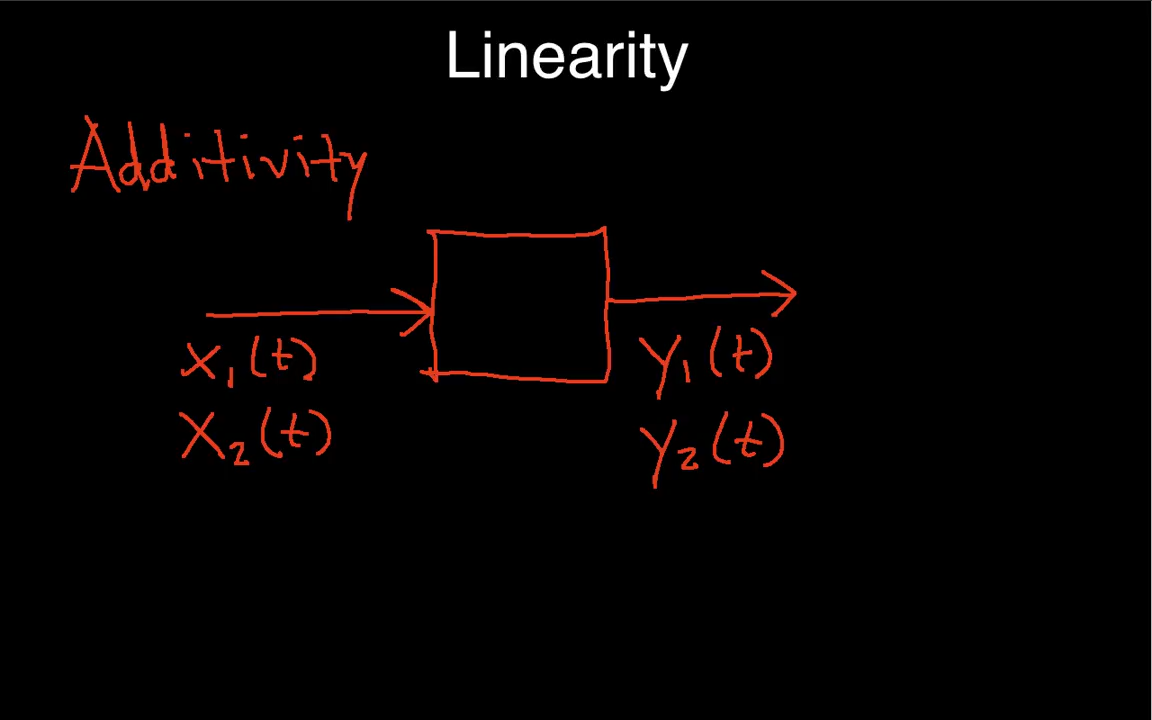 Linearity
Additivity
x₁(t) y₁(t)
x₂(t) y₂(t)